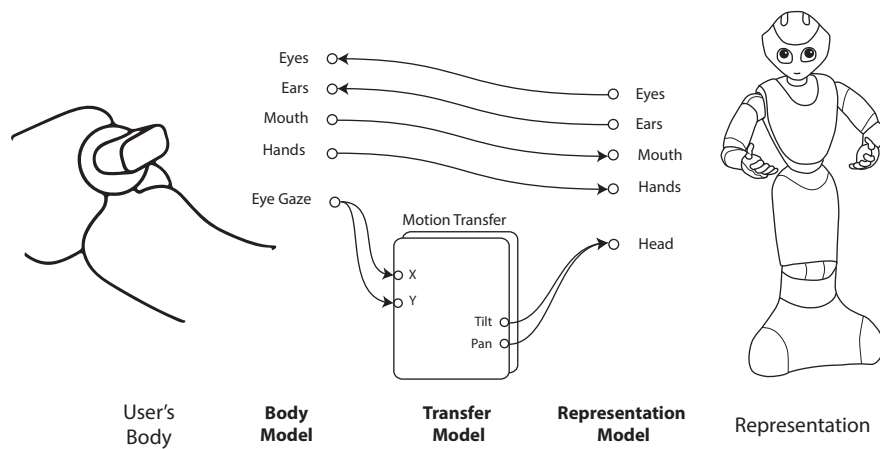 Eyes
Ears
Mouth
Hands
Eye Gaze
Motion Transfer
X
Y
Tilt
Pan
Eyes
Ears
Mouth
Hands
Head
User's
Body
Body
Model
Transfer
Model
Representation
Model
Representation